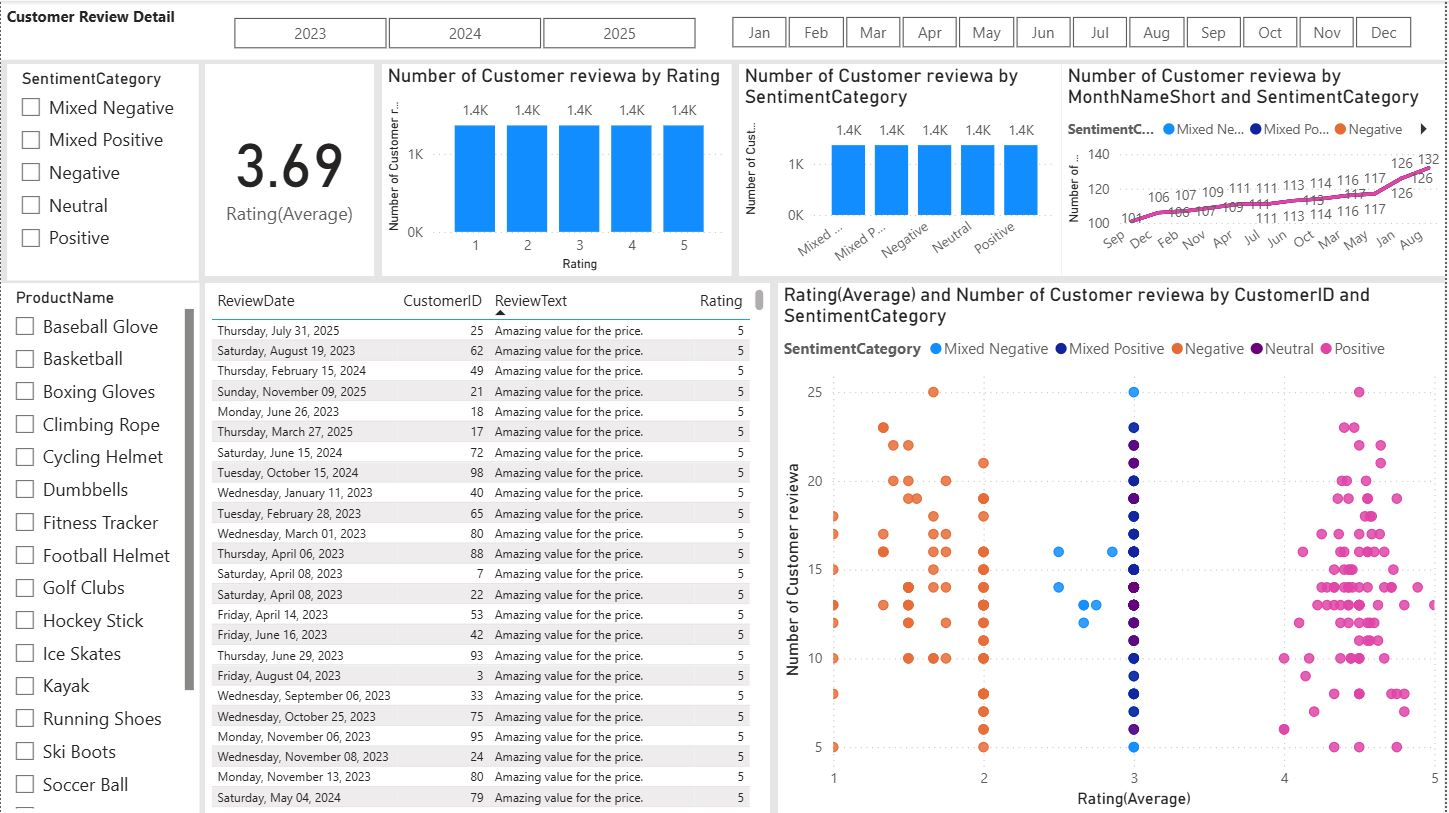 Customer Review Detail
2023 2024 2025
Jan Feb Mar Apr May Jun Jul Aug Sep Oct Nov Dec
SentimentCategory
Mixed Negative
Mixed Positive
Negative
Neutral
Positive
3.69
Rating(Average)
Number of Customer reviewa by Rating
Number of Customer r...
1.4K 1.4K 1.4K 1.4K 1.4K
1K
0K
1 2 3 4 5
Rating
Number of Customer reviewa by
SentimentCategory
Number of Cust...
1.4K 1.4K 1.4K 1.4K 1.4K
1K
0K
Mixed ... Mixed P... Negative Neutral Positive
Number of Customer reviewa by
MonthNameShort and SentimentCategory
SentimentC... Mixed Ne... Mixed Po... Negative
Number of ...
140
120
100
101 106 107 109 111 111 113 114 116 117 126 132
106 107 109 113 117 126
111 113 114 116 117 126
Sep Dec Feb Nov Apr Jul Jun Oct Mar May Jan Aug
ProductName
Baseball Glove
Basketball
Boxing Gloves
Climbing Rope
Cycling Helmet
Dumbbells
Fitness Tracker
Football Helmet
Golf Clubs
Hockey Stick
Ice Skates
Kayak
Running Shoes
Ski Boots
Soccer Ball
ReviewDate CustomerID ReviewText Rating
Thursday, July 31, 2025 25 Amazing value for the price. 5
Saturday, August 19, 2023 62 Amazing value for the price. 5
Thursday, February 15, 2024 49 Amazing value for the price. 5
Sunday, November 09, 2025 21 Amazing value for the price. 5
Monday, June 26, 2023 18 Amazing value for the price. 5
Thursday, March 27, 2025 17 Amazing value for the price. 5
Saturday, June 15, 2024 72 Amazing value for the price. 5
Tuesday, October 15, 2024 98 Amazing value for the price. 5
Wednesday, January 11, 2023 40 Amazing value for the price. 5
Tuesday, February 28, 2023 65 Amazing value for the price. 5
Wednesday, March 01, 2023 80 Amazing value for the price. 5
Thursday, April 06, 2023 88 Amazing value for the price. 5
Saturday, April 08, 2023 7 Amazing value for the price. 5
Saturday, April 08, 2023 22 Amazing value for the price. 5
Friday, April 14, 2023 53 Amazing value for the price. 5
Friday, June 16, 2023 42 Amazing value for the price. 5
Thursday, June 29, 2023 93 Amazing value for the price. 5
Friday, August 04, 2023 3 Amazing value for the price. 5
Wednesday, September 06, 2023 33 Amazing value for the price. 5
Wednesday, October 25, 2023 75 Amazing value for the price. 5
Monday, November 06, 2023 95 Amazing value for the price. 5
Wednesday, November 08, 2023 24 Amazing value for the price. 5
Monday, November 13, 2023 80 Amazing value for the price. 5
Saturday, May 04, 2024 79 Amazing value for the price. 5
Rating(Average) and Number of Customer reviewa by CustomerID and
SentimentCategory
SentimentCategory Mixed Negative Mixed Positive Negative Neutral Positive
Number of Customer reviewa
25
20
15
10
5
1 2 3 4 5
Rating(Average)